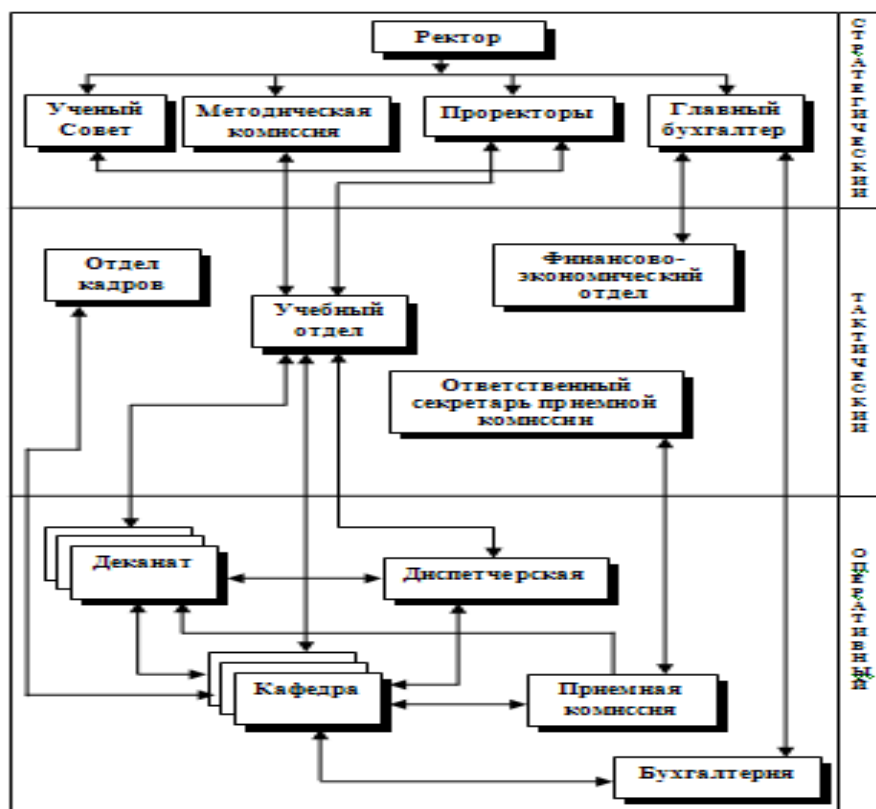 Ректор
Ученый
Совет
Методическая
комиссия
Проректоры
Главный
бухгалтер
СТРАТЕГИЧЕСКИЙ
Отдел
кадров
Финансово-
экономический
отдел
Учебный
отдел
Ответственный
секретарь приемной
комиссии
ТАКТИЧЕСКИЙ
Деканат
Диспетчерская
Кафедра
Приемная
комиссия
Бухгалтерия
ОПЕРАТИВНЫЙ